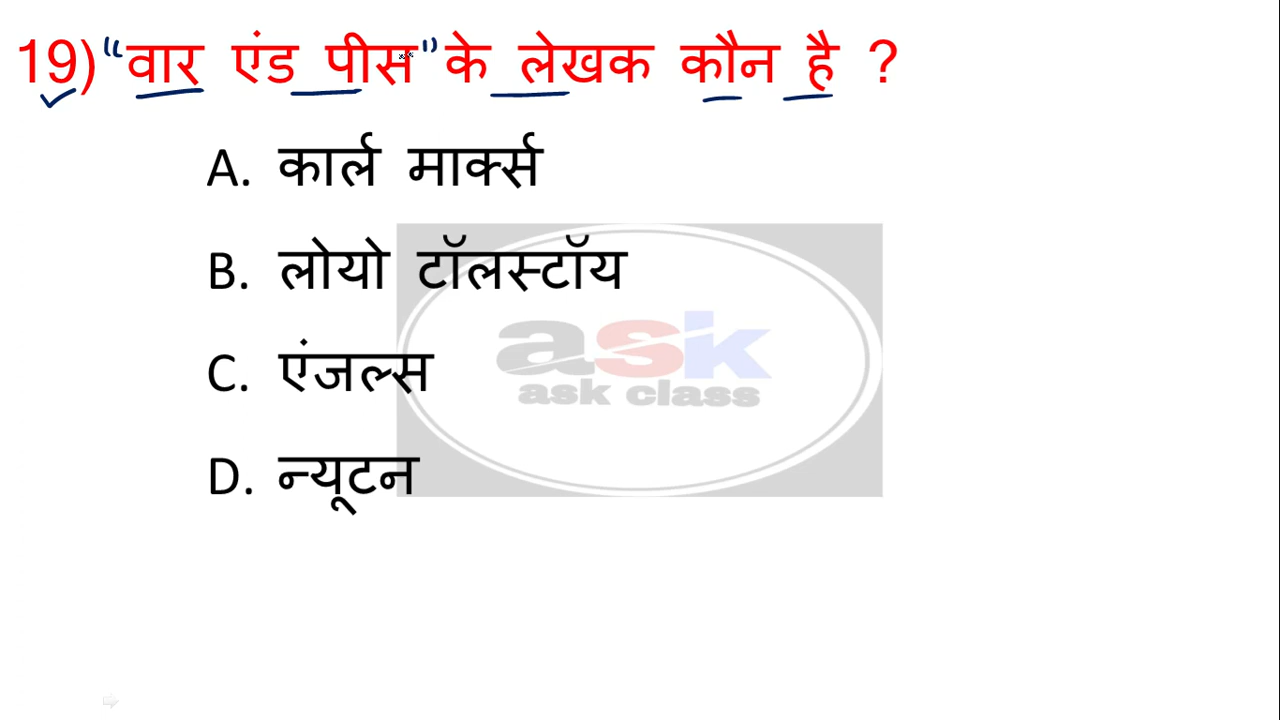 19)“वार एंड पीस” के लेखक कौन है ?
A. कार्ल मार्क्स
B. लोयो टॉलस्टॉय
C. एंजल्स
D. न्यूटन
ask
ask class